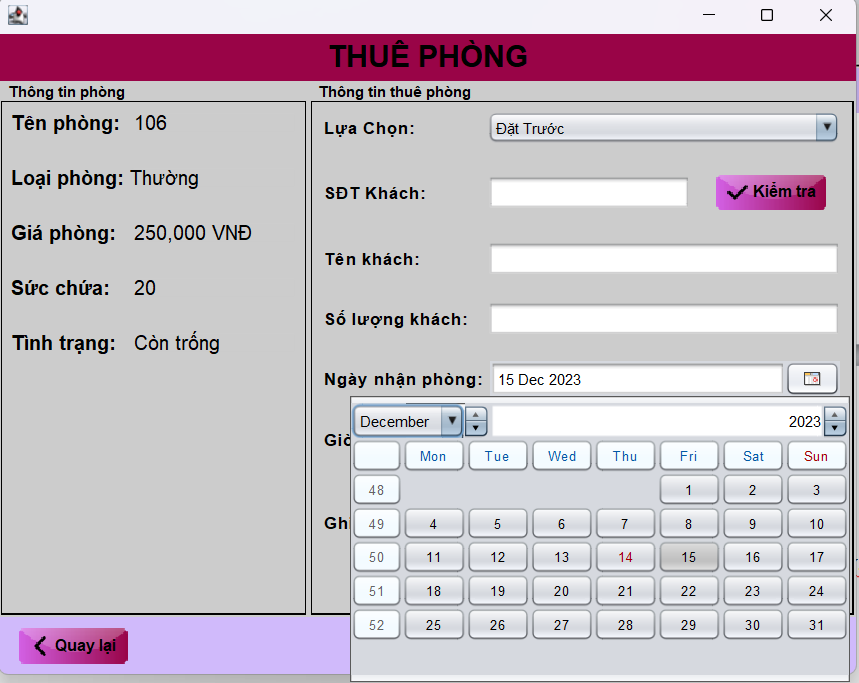 THUÊ PHÒNG
Thông tin phòng
Tên phòng: 106
Loại phòng: Thường
Giá phòng: 250,000 VNĐ
Sức chứa: 20
Tình trạng: Còn trống
Thông tin thuê phòng
Lựa Chọn: Đặt Trước
SĐT Khách: Kiểm tra
Tên khách:
Số lượng khách:
Ngày nhận phòng: 15 Dec 2023
December 2023
Mon Tue Wed Thu Fri Sat Sun
48 1 2 3
49 4 5 6 7 8 9 10
50 11 12 13 14 15 16 17
51 18 19 20 21 22 23 24
52 25 26 27 28 29 30 31
Quay lại